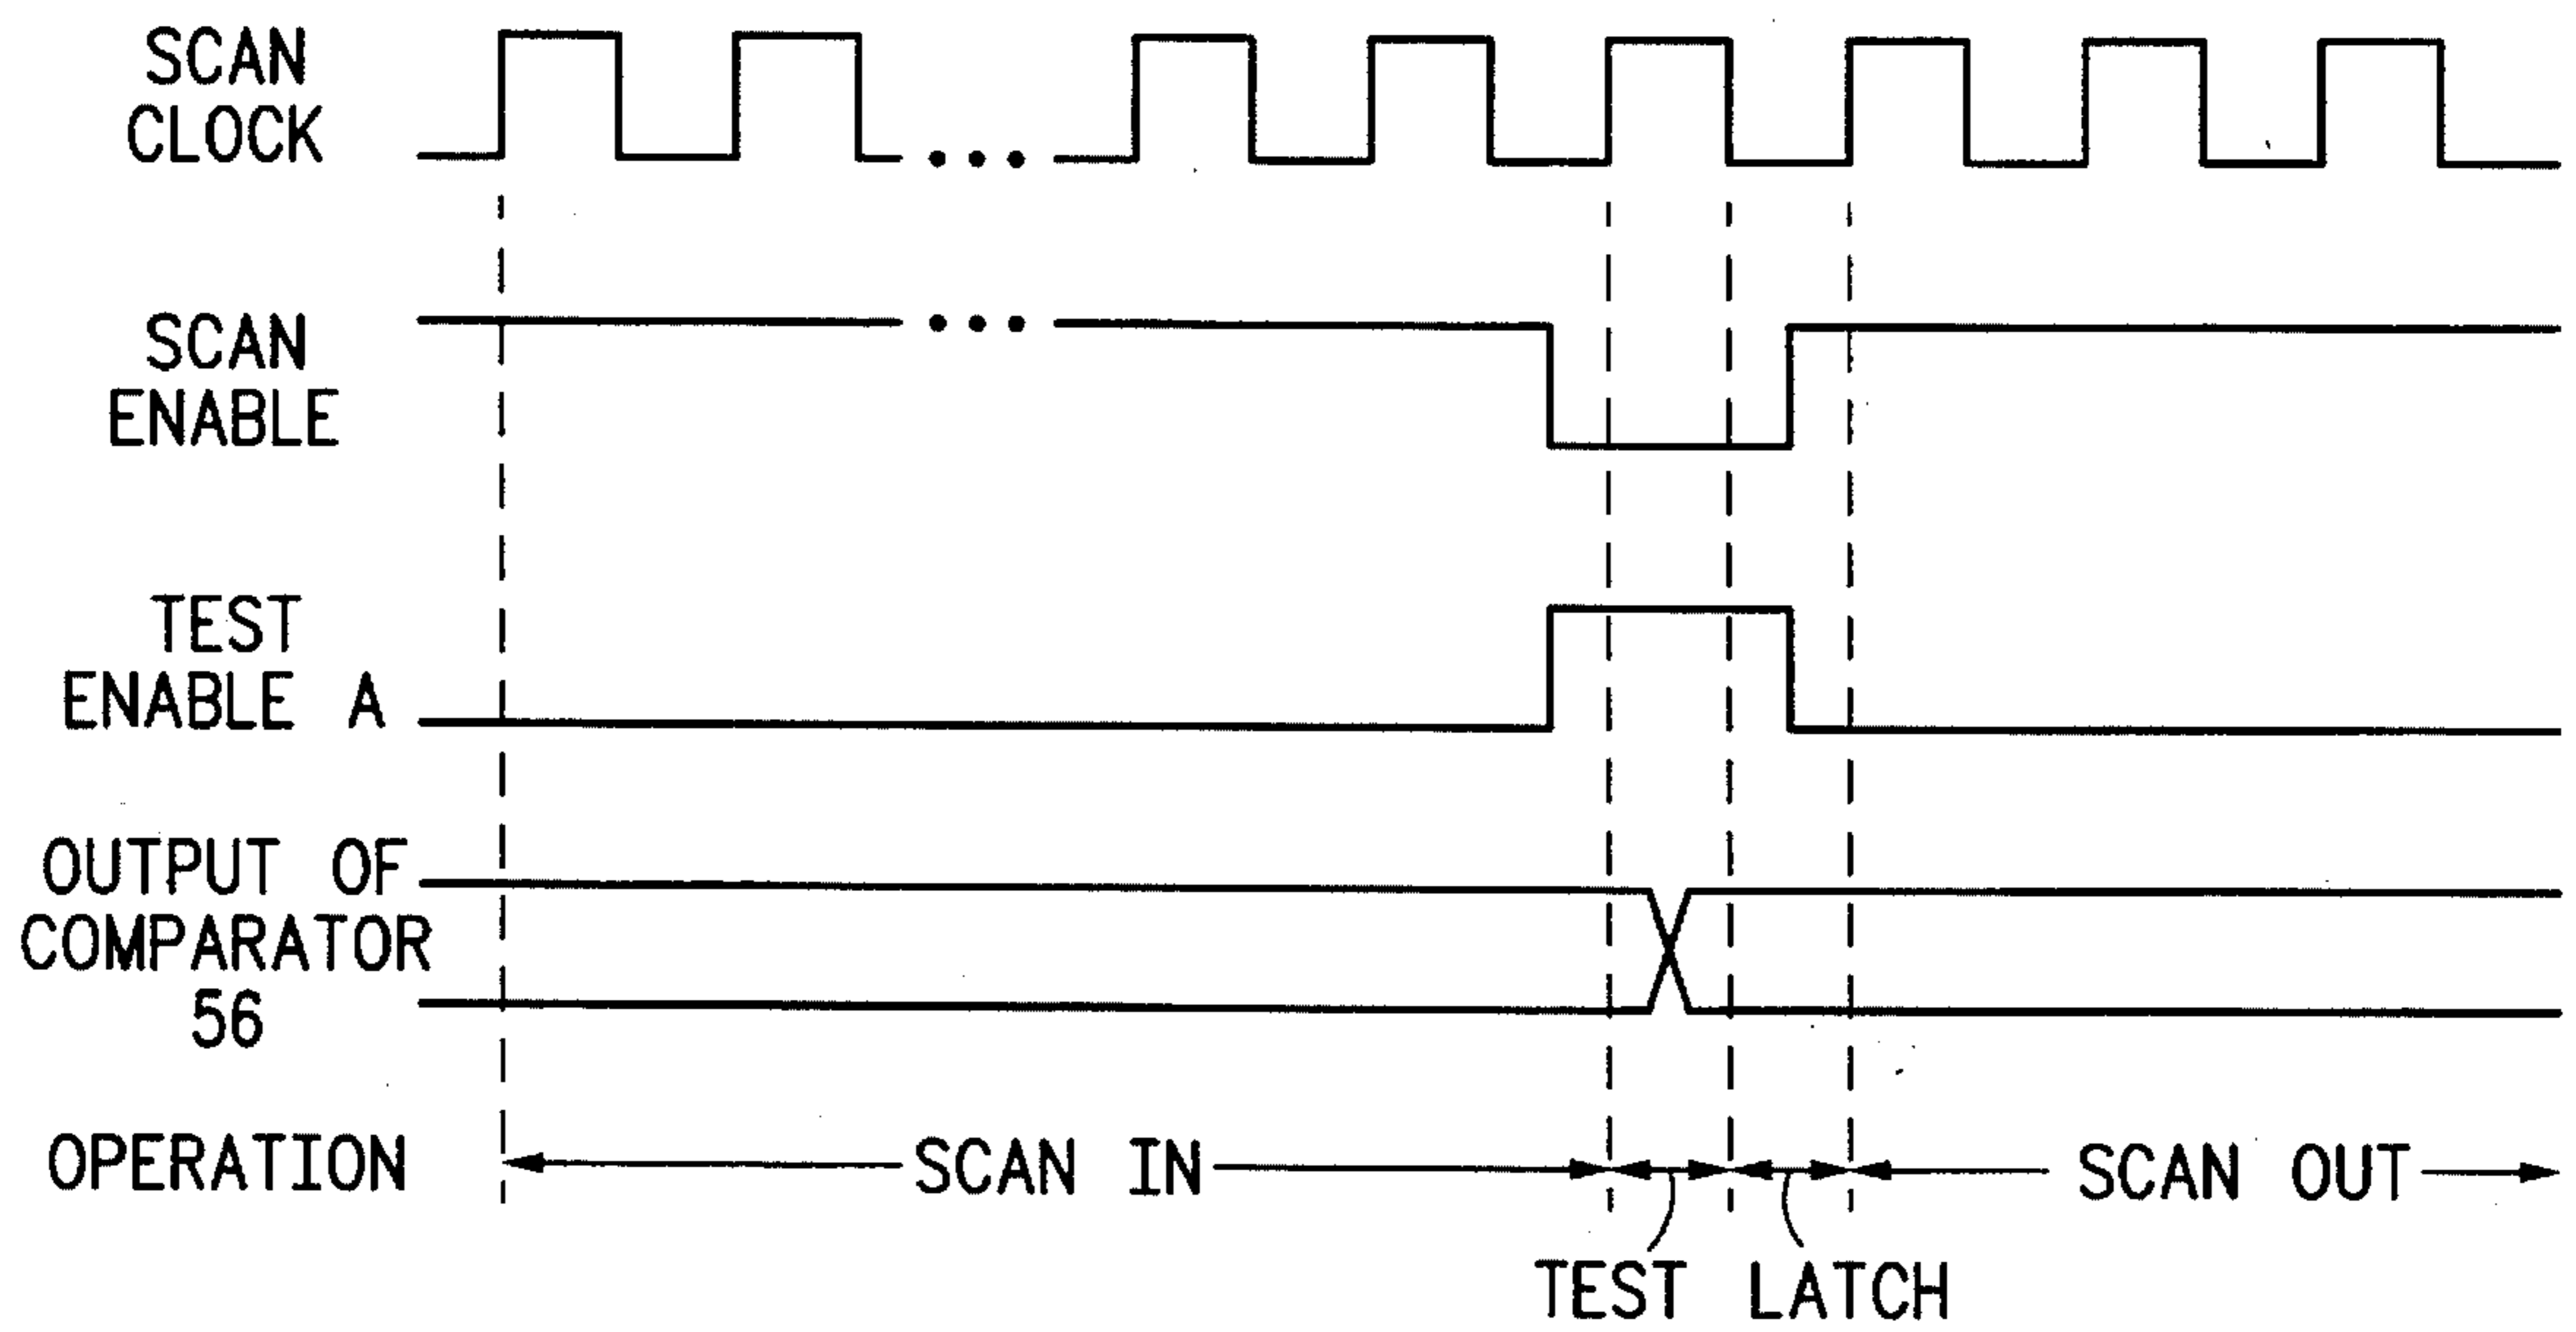 SCAN
CLOCK
SCAN
ENABLE
TEST
ENABLE A
OUTPUT OF
COMPARATOR
56
OPERATION
SCAN IN
SCAN OUT
TEST
LATCH